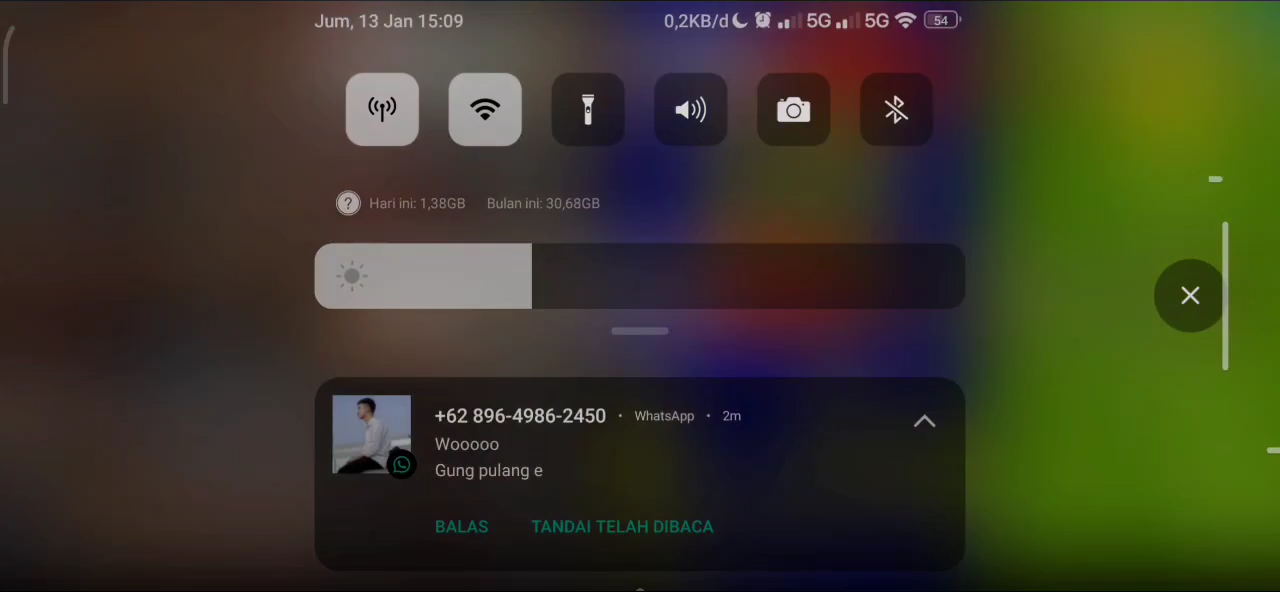 Jum, 13 Jan 15:09 0,2KB/d 5G 5G 54
Hari ini: 1,38GB Bulan ini: 30,68GB
+62 896-4986-2450 • WhatsApp • 2m
Wooooo
Gung pulang e
BALAS TANDAI TELAH DIBACA